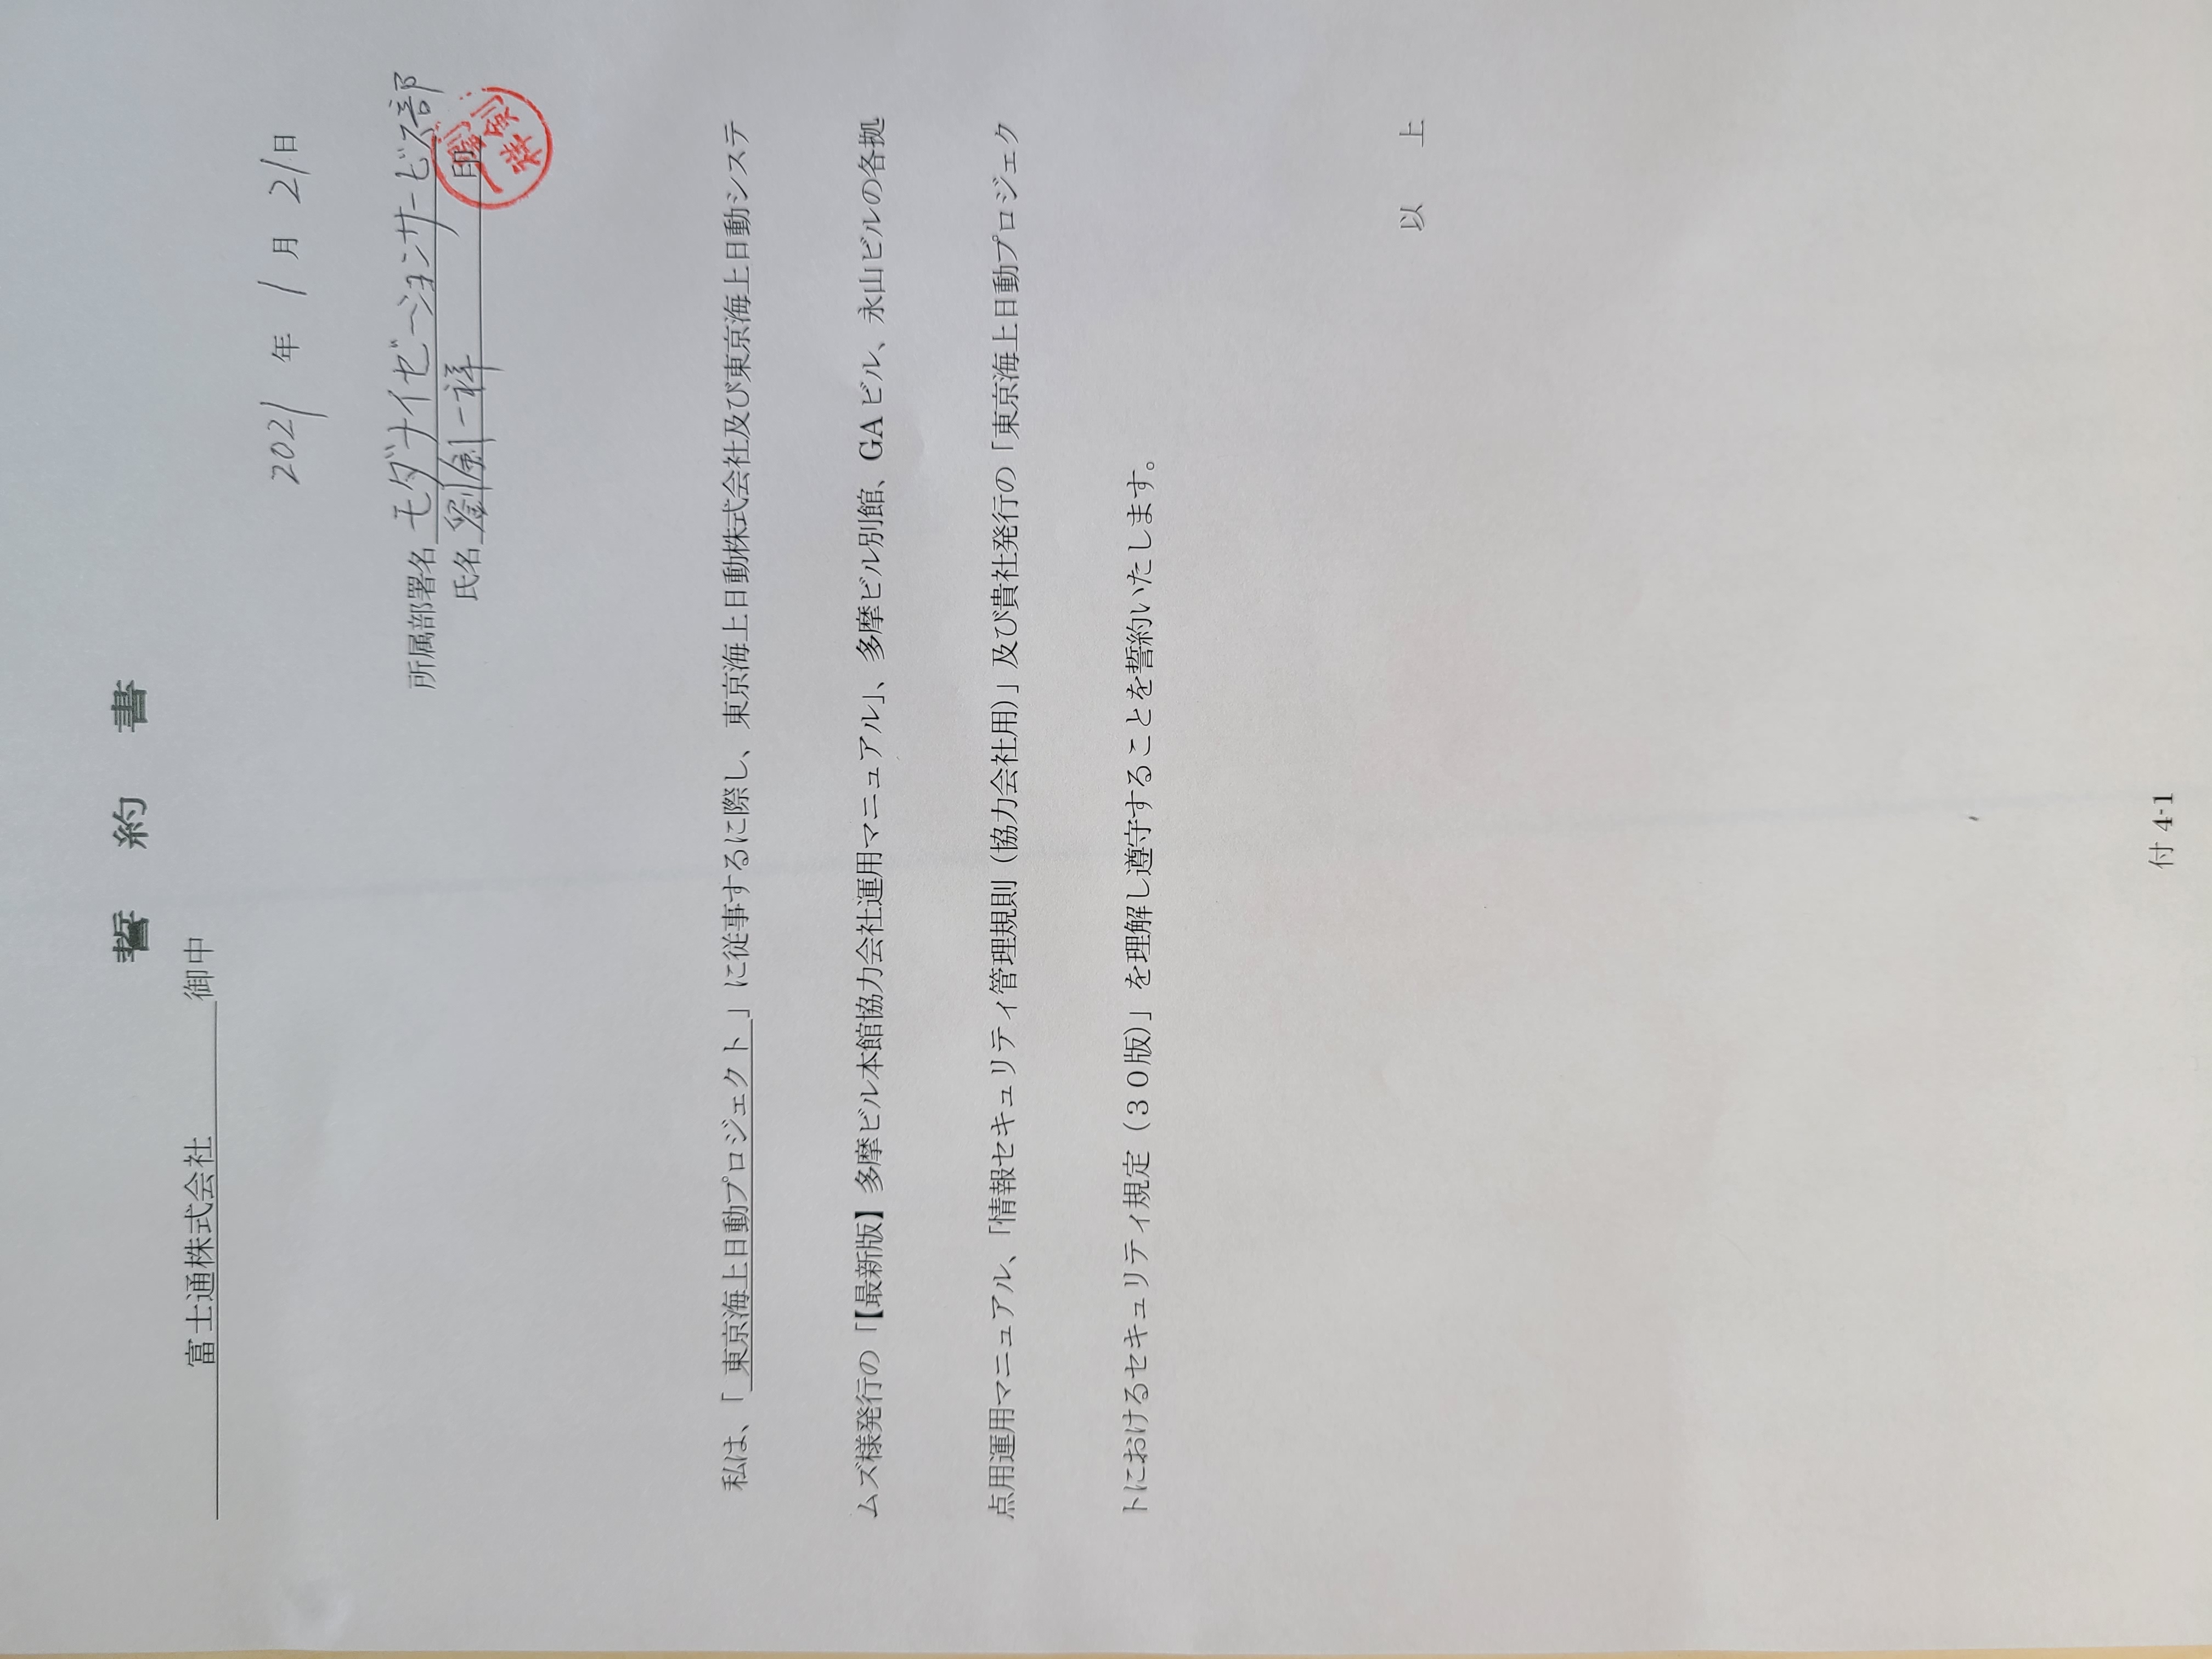 誓　約　書
富士通株式会社　御中
2021 年 1 月 21 日
所属部署名 モダナイゼーションサービス部
氏名 劉剣一祥　印
劉剣一祥
私は、「 東京海上日動プロジェクト 」に従事するに際し、東京海上日動株式会社及び東京海上日動システ
ムズ様発行の「【最新版】多摩ビル本館協力会社運用マニュアル」、多摩ビル別館、GA ビル、永山ビルの各拠
点用運用マニュアル、「情報セキュリティ管理規則（協力会社用）」及び貴社発行の「東京海上日動プロジェク
トにおけるセキュリティ規定（３０版）」を理解し遵守することを誓約いたします。
以　上
付 4-1